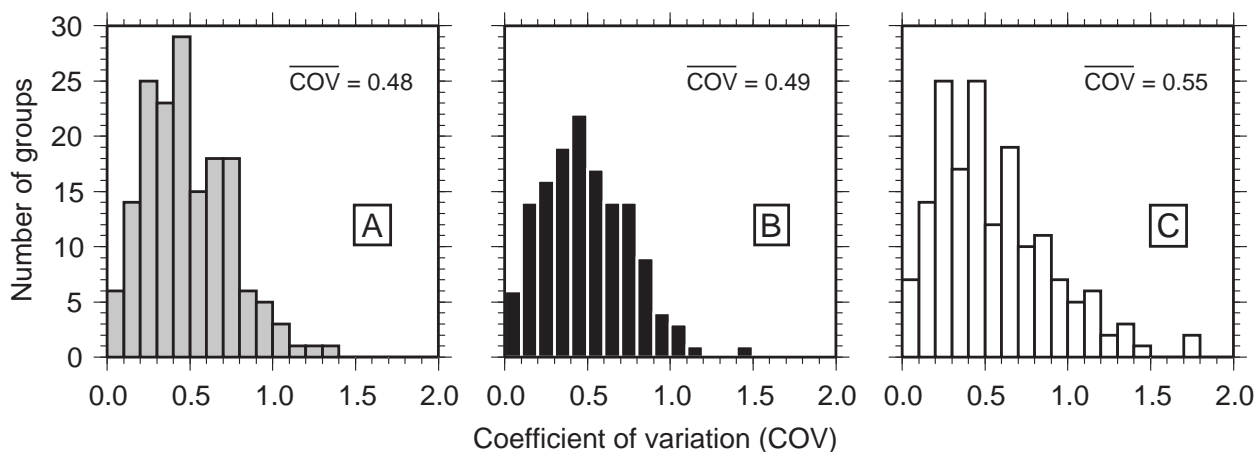 30
25
20
15
10
5
0
Number of groups
COV = 0.48
A
0.0 0.5 1.0 1.5 2.0
COV = 0.49
B
0.0 0.5 1.0 1.5 2.0
COV = 0.55
C
0.0 0.5 1.0 1.5 2.0
Coefficient of variation (COV)